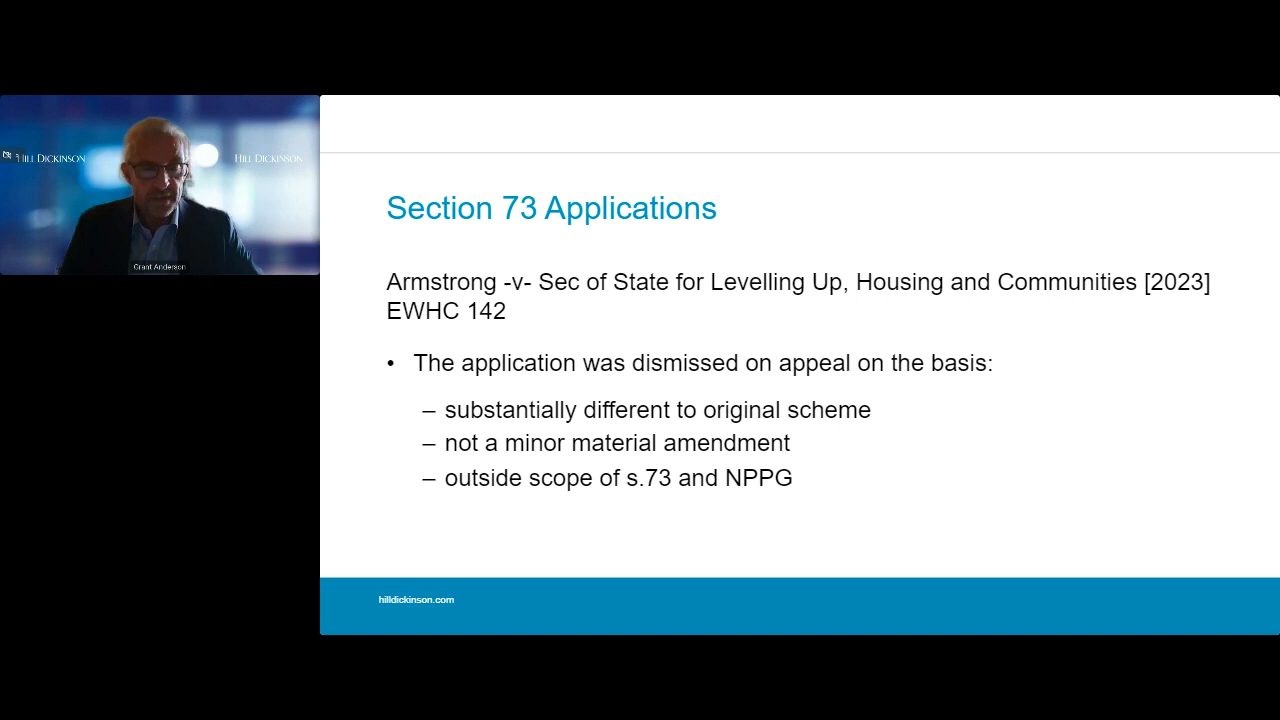 HILL DICKINSON
HILL DICKINSON
Grant Anderson
Section 73 Applications
Armstrong -v- Sec of State for Levelling Up, Housing and Communities [2023]
EWHC 142
• The application was dismissed on appeal on the basis:
– substantially different to original scheme
– not a minor material amendment
– outside scope of s.73 and NPPG
hilldickinson.com